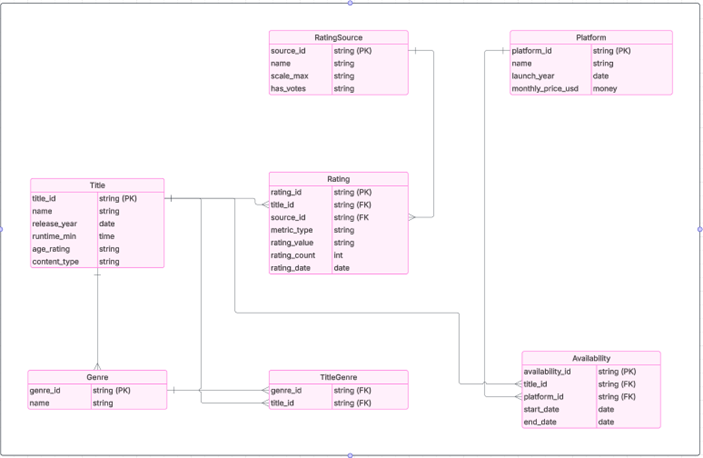 RatingSource
source_id string (PK)
name string
scale_max string
has_votes string
Platform
platform_id string (PK)
name string
launch_year date
monthly_price_usd money
Title
title_id string (PK)
name string
release_year date
runtime_min time
age_rating string
content_type string
Rating
rating_id string (PK)
title_id string (FK)
source_id string (FK
metric_type string
rating_value string
rating_count int
rating_date date
Genre
genre_id string (PK)
name string
TitleGenre
genre_id string (FK)
title_id string (FK)
Availability
availability_id string (PK)
title_id string (FK)
platform_id string (FK)
start_date date
end_date date